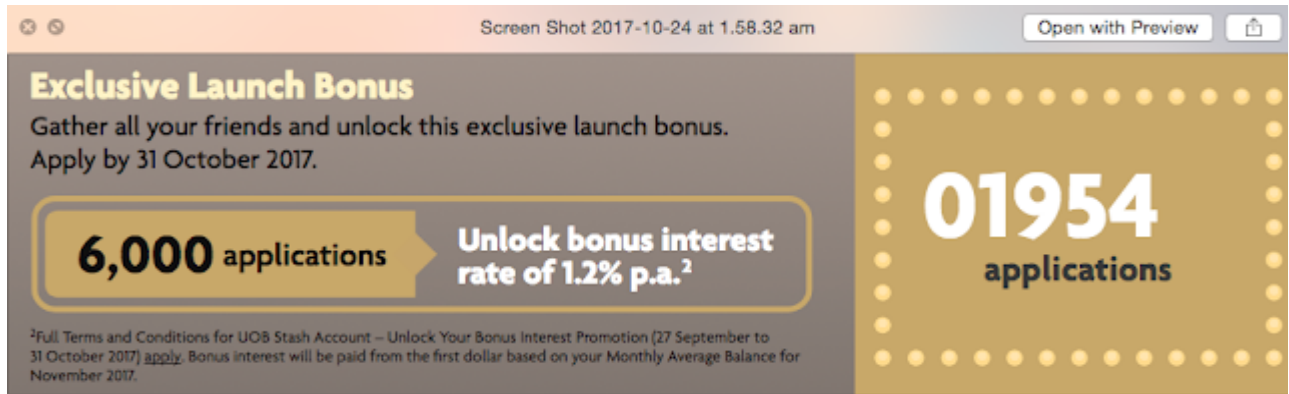 Screen Shot 2017-10-24 at 1.58.32 am
Open with Preview
Exclusive Launch Bonus
Gather all your friends and unlock this exclusive launch bonus.
Apply by 31 October 2017.
6,000 applications
Unlock bonus interest
rate of 1.2% p.a.²
²Full Terms and Conditions for UOB Stash Account – Unlock Your Bonus Interest Promotion (27 September to
31 October 2017) apply. Bonus interest will be paid from the first dollar based on your Monthly Average Balance for
November 2017.
01954
applications